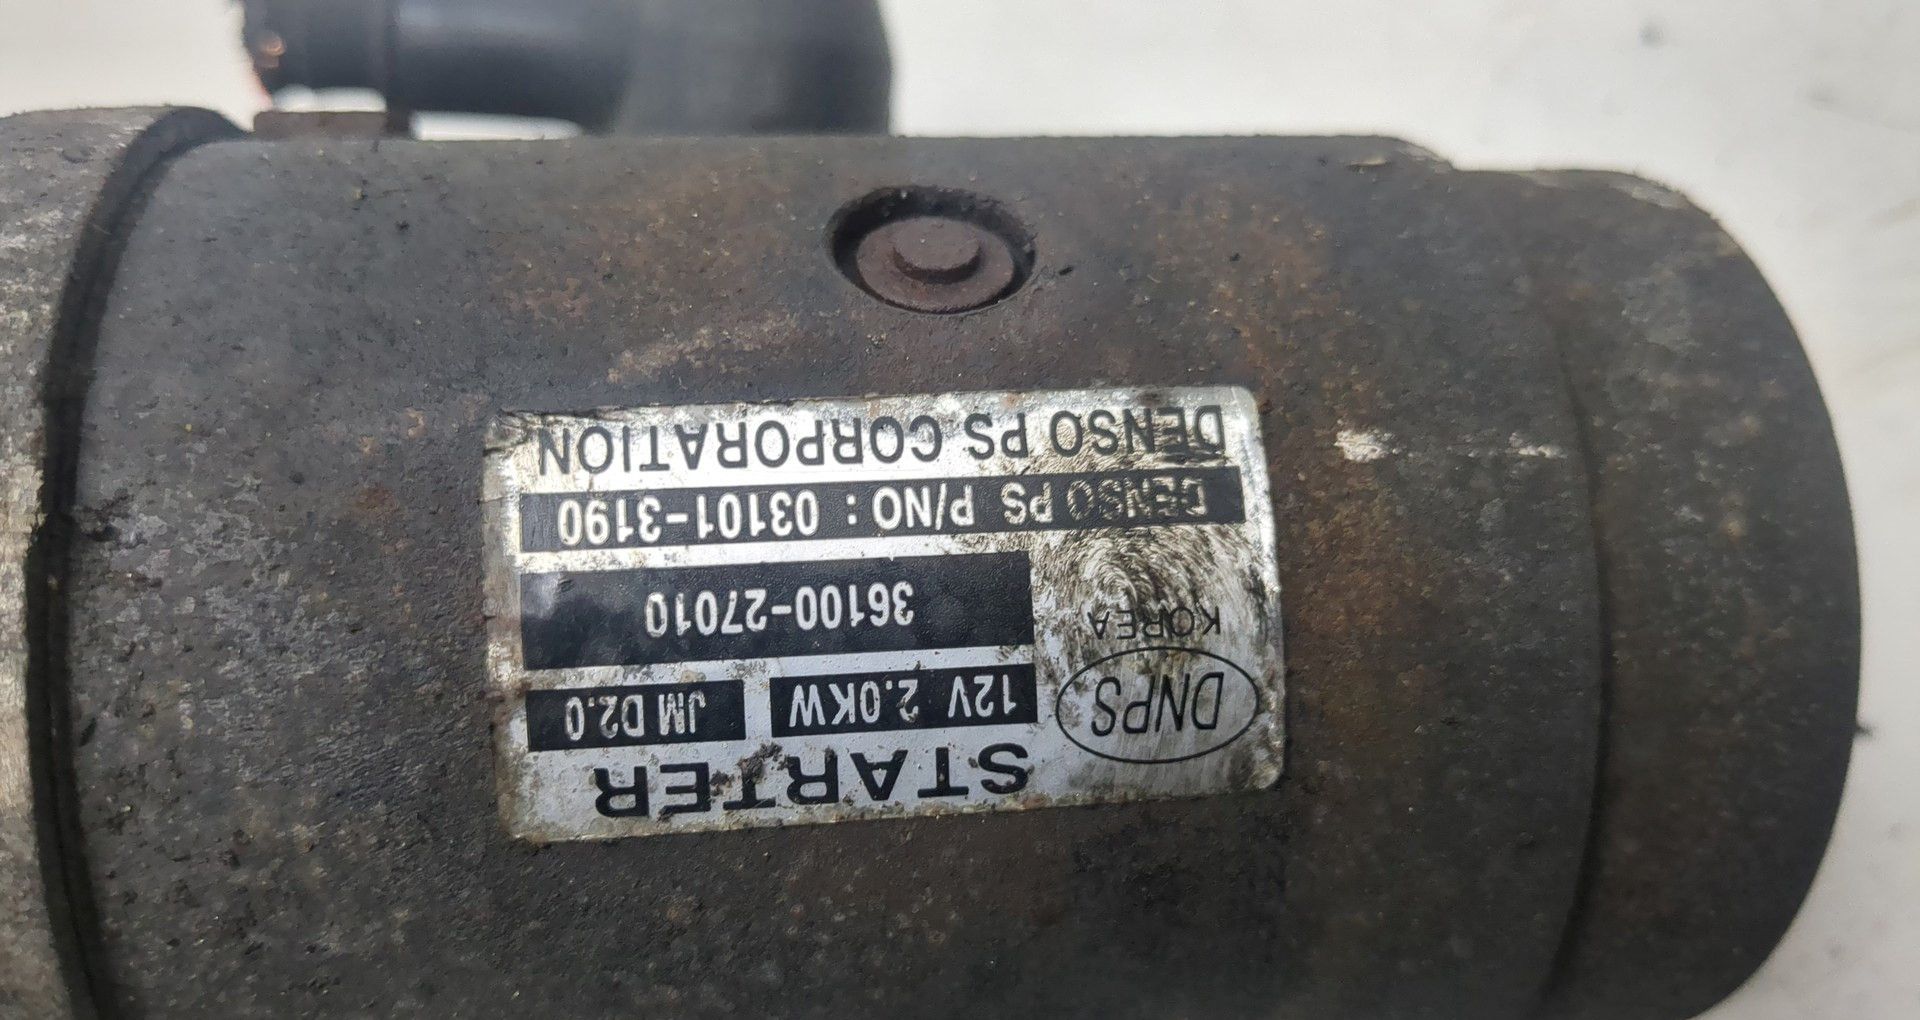 STARTER
DNPS
KOREA
12V 2.0KW
JM D2.0
36100-27010
DENSO PS P/NO : 03101-3190
DENSO PS CORPORATION